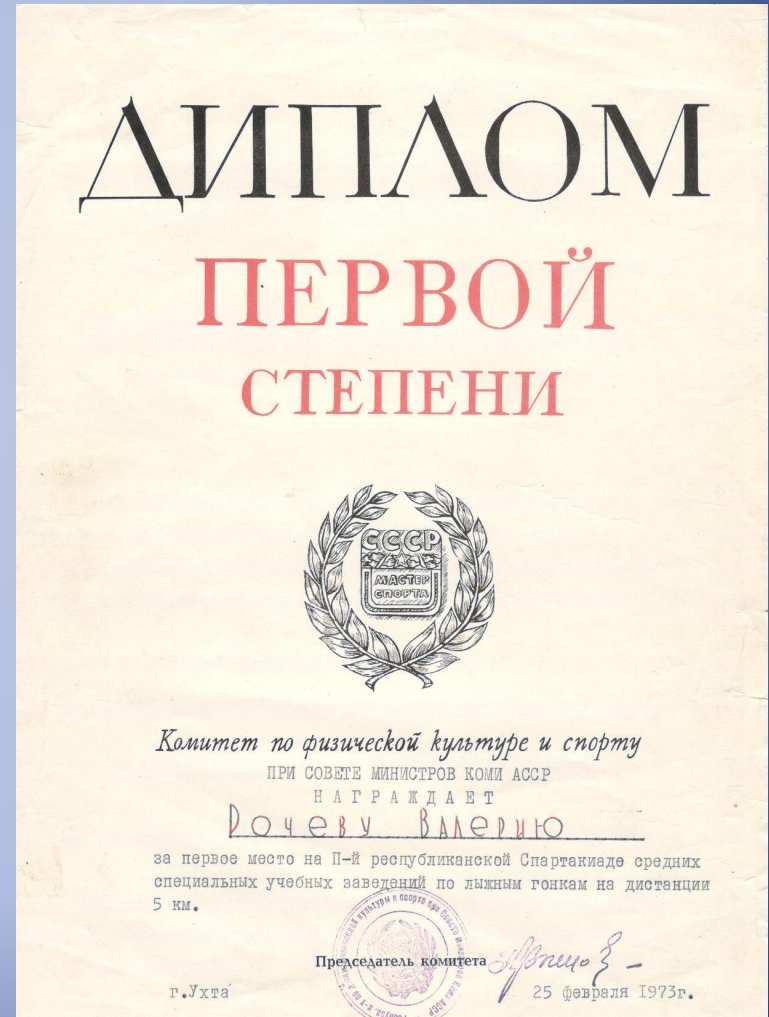 ДИПЛОМ
ПЕРВОЙ
СТЕПЕНИ
СССР
МАСТЕР
СПОРТА
Комитет по физической культуре и спорту
ПРИ СОВЕТЕ МИНИСТРОВ КОМИ АССР
НАГРАЖДАЕТ
Рочеву Валерию
за первое место на П-й республиканской Спартакиаде средних
специальных учебных заведений по лыжным гонкам на дистанции
5 км.
Председатель комитета
г.Ухта
25 февраля 1973г.